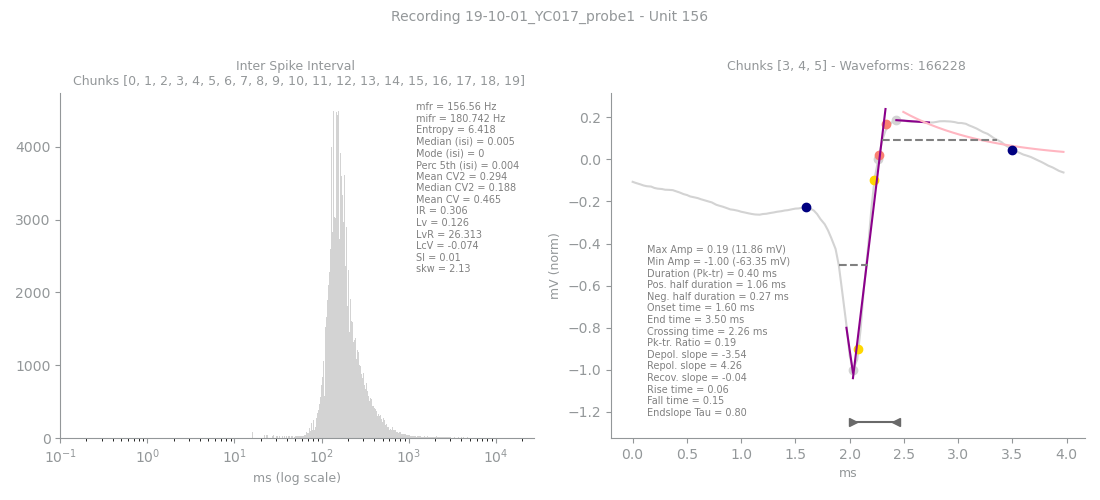 Recording 19-10-01_YC017_probe1 - Unit 156
Inter Spike Interval
Chunks [0, 1, 2, 3, 4, 5, 6, 7, 8, 9, 10, 11, 12, 13, 14, 15, 16, 17, 18, 19]
mfr = 156.56 Hz
mifr = 180.742 Hz
Entropy = 6.418
Median (isi) = 0.005
Mode (isi) = 0
Perc 5th (isi) = 0.004
Mean CV2 = 0.294
Median CV2 = 0.188
Mean CV = 0.465
IR = 0.306
Lv = 0.126
LvR = 26.313
LcV = -0.074
SI = 0.01
skw = 2.13
4000
3000
2000
1000
0
10⁻¹ 10⁰ 10¹ 10² 10³ 10⁴
ms (log scale)
Chunks [3, 4, 5] - Waveforms: 166228
0.2
0.0
−0.2
−0.4
−0.6
−0.8
−1.0
−1.2
mV (norm)
Max Amp = 0.19 (11.86 mV)
Min Amp = -1.00 (-63.35 mV)
Duration (Pk-tr) = 0.40 ms
Pos. half duration = 1.06 ms
Neg. half duration = 0.27 ms
Onset time = 1.60 ms
End time = 3.50 ms
Crossing time = 2.26 ms
Pk-tr. Ratio = 0.19
Depol. slope = -3.54
Repol. slope = 4.26
Recov. slope = -0.04
Rise time = 0.06
Fall time = 0.15
Endslope Tau = 0.80
0.0 0.5 1.0 1.5 2.0 2.5 3.0 3.5 4.0
ms